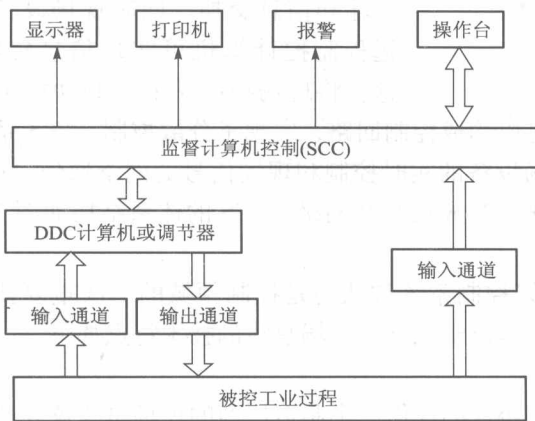 显示器
打印机
报警
操作台
监督计算机控制(SCC)
DDC计算机或调节器
输入通道
输入通道
输出通道
被控工业过程